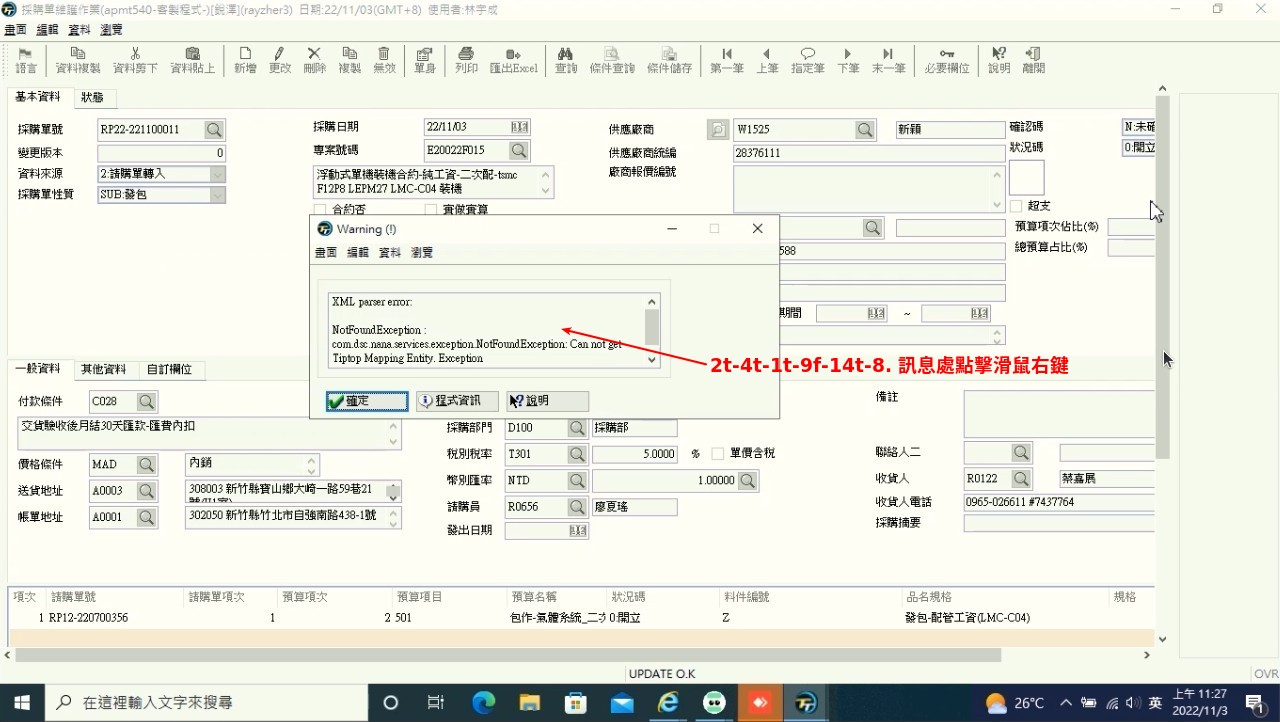 採購單維護作業(apmt540-客製程式-)[銳澤](rayzher3) 日期:22/11/03(GMT+8) 使用者:林宇或
畫面 編輯 資料 瀏覽
語言 資料複製 資料剪下 資料貼上 新增 更改 刪除 複製 無效 單身 列印 匯出Excel 查詢 條件查詢 條件儲存 第一筆 上筆 指定筆 下筆 末一筆 必要欄位 說明 離開
基本資料 狀態
採購單號 RP22-221100011 採購日期 22/11/03 供應廠商 W1525 新穎 確認碼 N:未確
變更版本 0 專案號碼 E20022F015 供應廠商統編 28376111 狀況碼 0:開立
資料來源 2:請購單轉入 浮動式單機裝機合約-純工資-二次配-tsmc 廠商報價編號
F12P8 LEPM27 LMC-C04 裝機
採購單性質 SUB:發包
合約否 實做實算 超支
預算項次佔比(%)
總預算占比(%)
588
期間 ~
Warning (!)
畫面 編輯 資料 瀏覽
XML parser error:
NotFoundException :
com.dsc.nana.services.exception.NotFoundException: Can not get
Tiptop Mapping Entity. Exception
確定 程式資訊 說明
2t-4t-1t-9f-14t-8. 訊息處點擊滑鼠右鍵
一般資料 其他資料 自訂欄位
付款條件 C028 備註
交貨驗收後月結30天匯款-匯費內扣 採購部門 D100 採購部
稅別稅率 T301 5.0000 % 單價含稅 聯絡人二
價格條件 MAD 內銷 幣別匯率 NTD 1.00000 收貨人 R0122 蔡嘉展
送貨地址 A0003 308003 新竹縣寶山鄉大崎一路59巷21 請購員 R0656 廖夏瑤 收貨人電話 0965-026611 #7437764
帳單地址 A0001 302050 新竹縣竹北市自強南路438-1號 發出日期 採購摘要
項次 請購單號 請購單項次 預算項次 預算項目 預算名稱 狀況碼 料件編號 品名規格 規格
1 RP12-220700356 1 2 501 包作-氣體系統_二次 0:開立 Z 發包-配管工資(LMC-C04)
UPDATE O.K OVR
在這裡輸入文字來搜尋 26°C 英 上午 11:27
2022/11/3 1